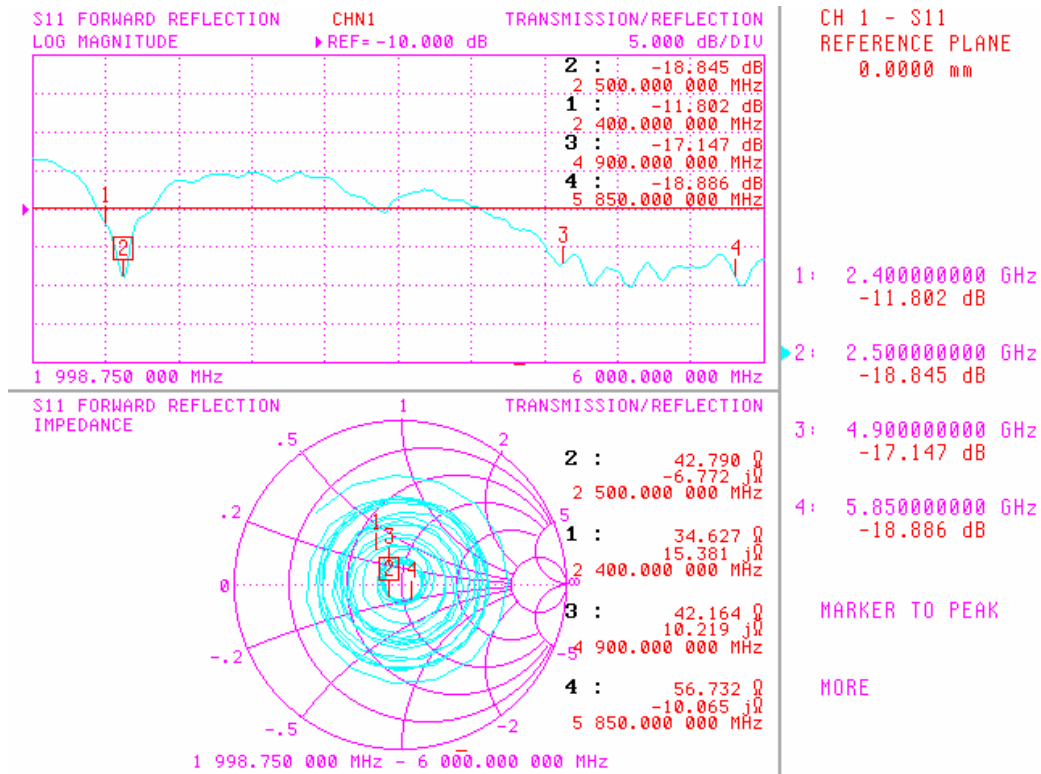 S11 FORWARD REFLECTION CHN1 TRANSMISSION/REFLECTION
LOG MAGNITUDE ▶REF=-10.000 dB 5.000 dB/DIV
2 : -18.845 dB
2 500.000 000 MHz
1 : -11.802 dB
2 400.000 000 MHz
3 : -17.147 dB
4 900.000 000 MHz
4 : -18.886 dB
5 850.000 000 MHz
1
2
3
4
1 998.750 000 MHz 6 000.000 000 MHz
S11 FORWARD REFLECTION TRANSMISSION/REFLECTION
IMPEDANCE
1
.5
2
.2
5
0
∞
-.2
-5
-.5
-2
1
3
2
4
2 : 42.790 Ω
-6.772 jΩ
2 500.000 000 MHz
1 : 34.627 Ω
15.381 jΩ
2 400.000 000 MHz
3 : 42.164 Ω
10.219 jΩ
4 900.000 000 MHz
4 : 56.732 Ω
-10.065 jΩ
5 850.000 000 MHz
1 998.750 000 MHz - 6 000.000 000 MHz
CH 1 - S11
REFERENCE PLANE
0.0000 mm
1: 2.400000000 GHz
-11.802 dB
2: 2.500000000 GHz
-18.845 dB
3: 4.900000000 GHz
-17.147 dB
4: 5.850000000 GHz
-18.886 dB
MARKER TO PEAK
MORE